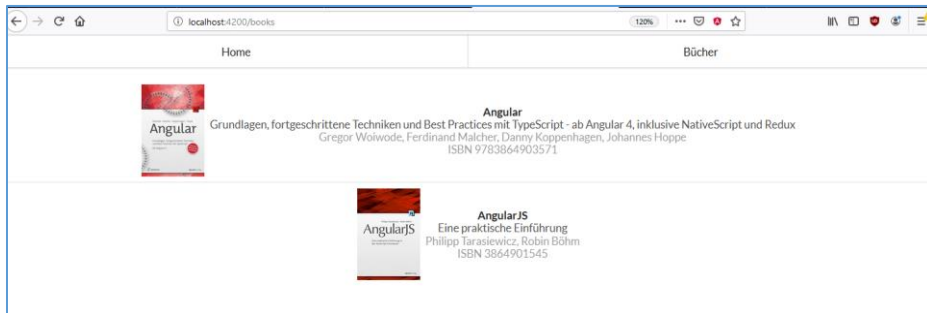 localhost:4200/books
120%
Home
Bücher
Angular
Angular
Grundlagen, fortgeschrittene Techniken und Best Practices mit TypeScript - ab Angular 4, inklusive NativeScript und Redux
Gregor Woiwode, Ferdinand Malcher, Danny Koppenhagen, Johannes Hoppe
ISBN 9783864903571
AngularJS
AngularJS
Eine praktische Einführung
Philipp Tarasiewicz, Robin Böhm
ISBN 3864901545